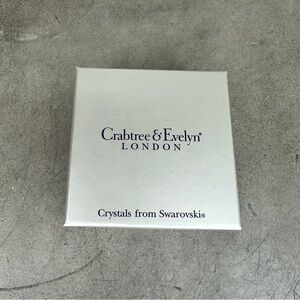 Crabtree & Evelyn®
LONDON
Crystals from Swarovski®